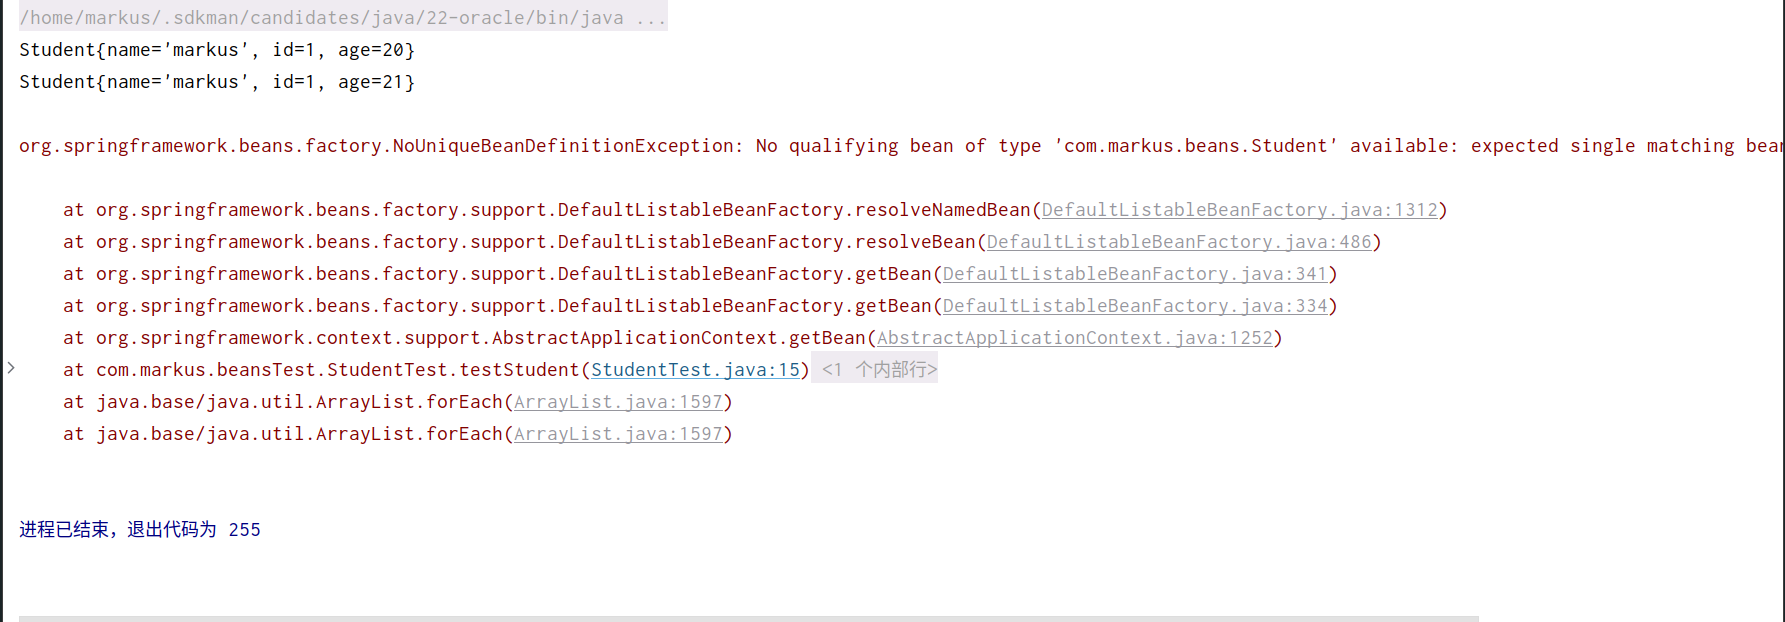 /home/markus/.sdkman/candidates/java/22-oracle/bin/java ...
Student{name='markus', id=1, age=20}
Student{name='markus', id=1, age=21}
org.springframework.beans.factory.NoUniqueBeanDefinitionException: No qualifying bean of type 'com.markus.beans.Student' available: expected single matching bean
at org.springframework.beans.factory.support.DefaultListableBeanFactory.resolveNamedBean(DefaultListableBeanFactory.java:1312)
at org.springframework.beans.factory.support.DefaultListableBeanFactory.resolveBean(DefaultListableBeanFactory.java:486)
at org.springframework.beans.factory.support.DefaultListableBeanFactory.getBean(DefaultListableBeanFactory.java:341)
at org.springframework.beans.factory.support.DefaultListableBeanFactory.getBean(DefaultListableBeanFactory.java:334)
at org.springframework.context.support.AbstractApplicationContext.getBean(AbstractApplicationContext.java:1252)
at com.markus.beansTest.StudentTest.testStudent(StudentTest.java:15) <1 个内部行>
at java.base/java.util.ArrayList.forEach(ArrayList.java:1597)
at java.base/java.util.ArrayList.forEach(ArrayList.java:1597)
进程已结束，退出代码为 255